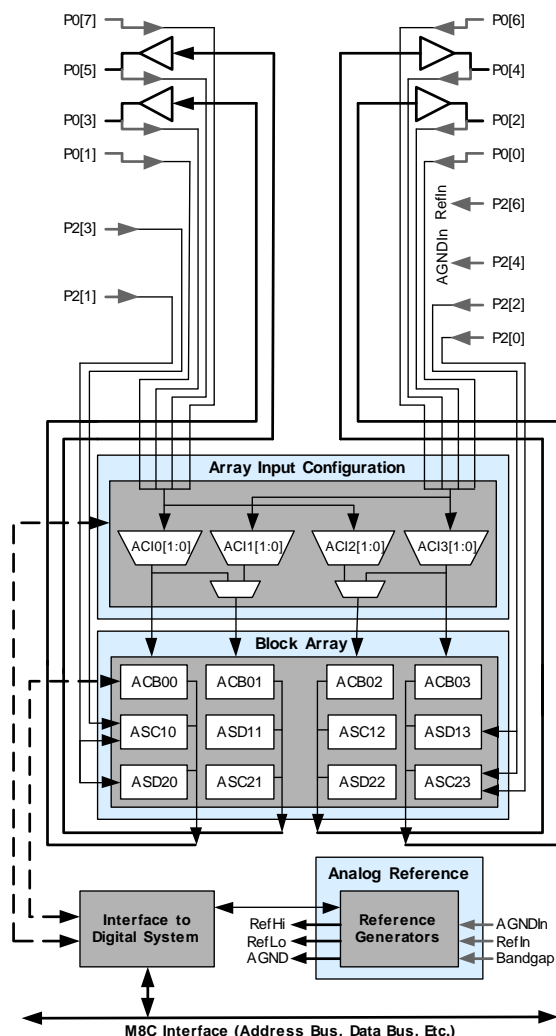 P0[7] P0[6]
P0[5] P0[4]
P0[3] P0[2]
P0[1] P0[0]
AGNDIn RefIn
P2[6]
P2[3]
P2[4]
P2[1] P2[2]
P2[0]
Array Input Configuration
ACI0[1:0] ACI1[1:0] ACI2[1:0] ACI3[1:0]
Block Array
ACB00 ACB01 ACB02 ACB03
ASC10 ASD11 ASC12 ASD13
ASD20 ASC21 ASD22 ASC23
Analog Reference
Interface to
Digital System
RefHi
RefLo
AGND
Reference
Generators
AGNDIn
RefIn
Bandgap
M8C Interface (Address Bus, Data Bus, Etc.)